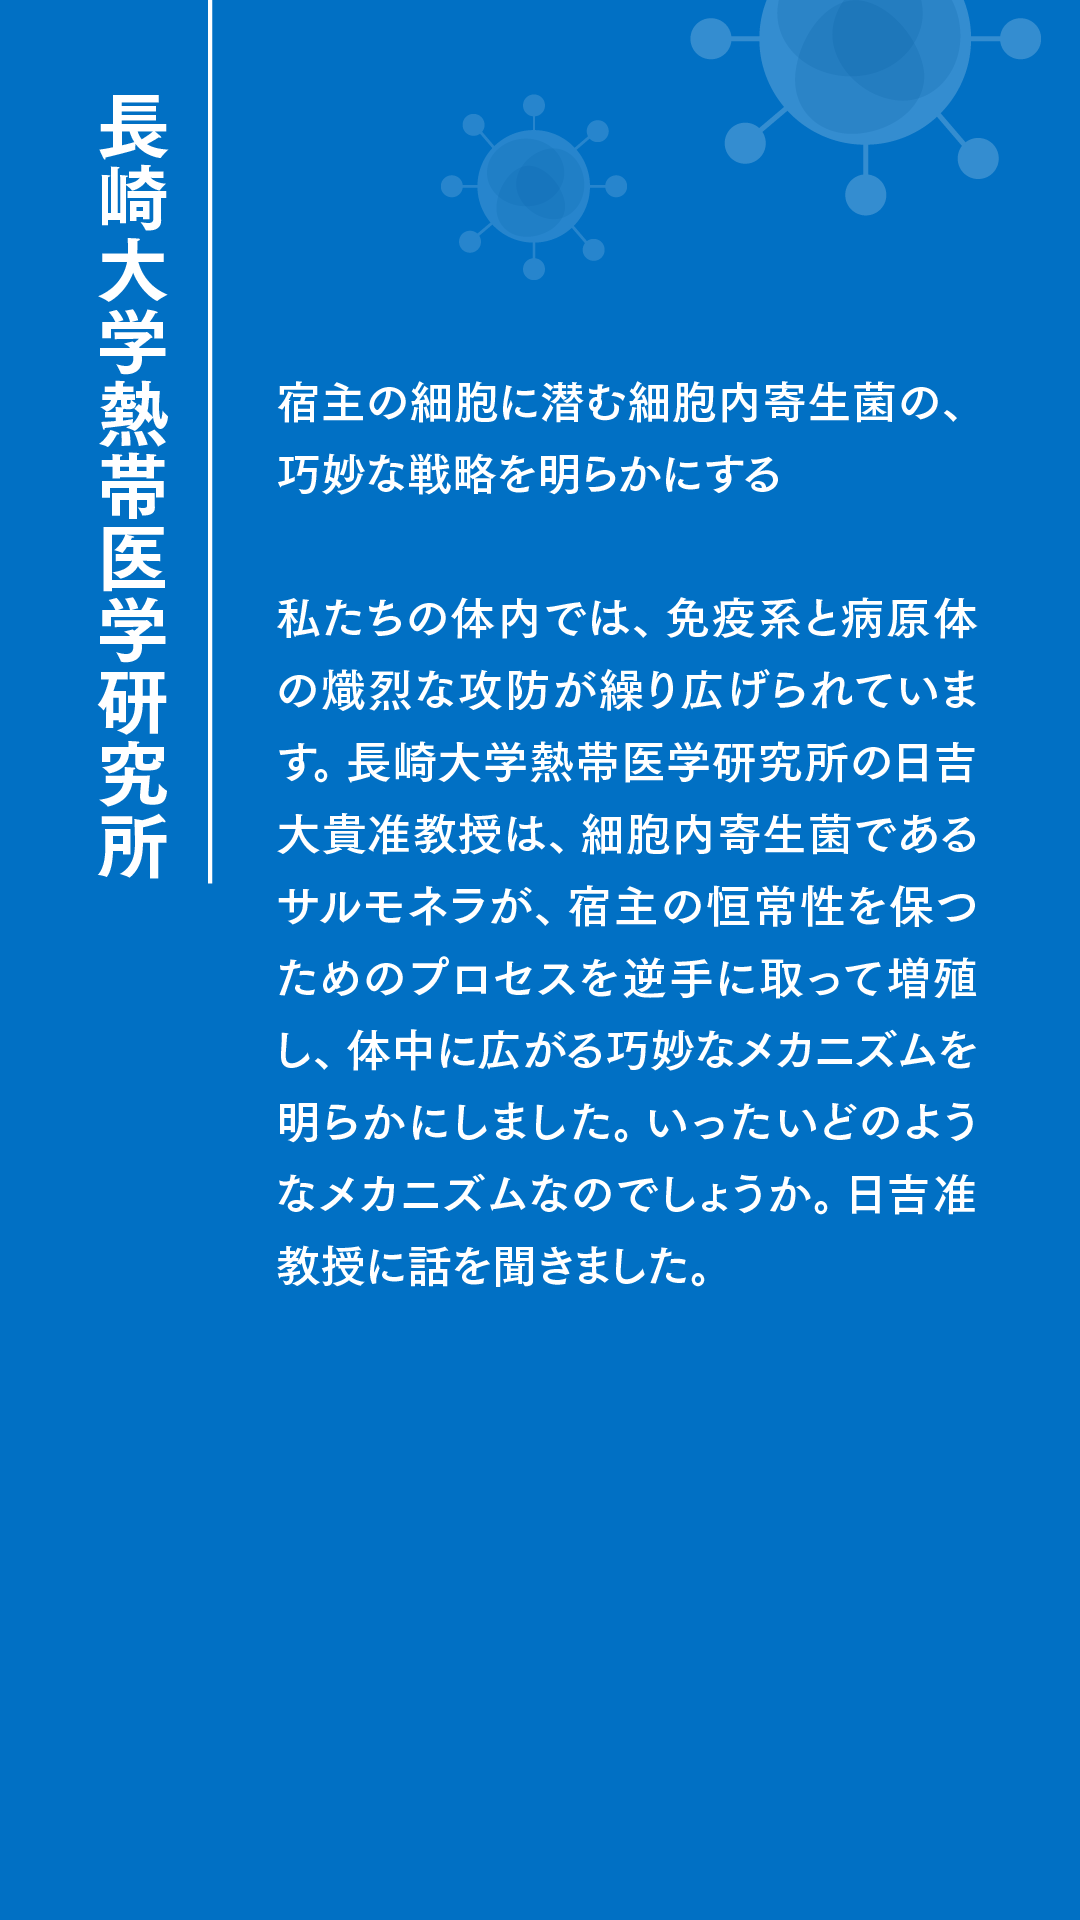 長崎大学熱帯医学研究所
宿主の細胞に潜む細胞内寄生菌の、
巧妙な戦略を明らかにする
私たちの体内では、免疫系と病原体
の熾烈な攻防が繰り広げられていま
す。長崎大学熱帯医学研究所の日吉
大貴准教授は、細胞内寄生菌である
サルモネラが、宿主の恒常性を保つ
ためのプロセスを逆手に取って増殖
し、体中に広がる巧妙なメカニズムを
明らかにしました。いったいどのよう
なメカニズムなのでしょうか。日吉准
教授に話を聞きました。